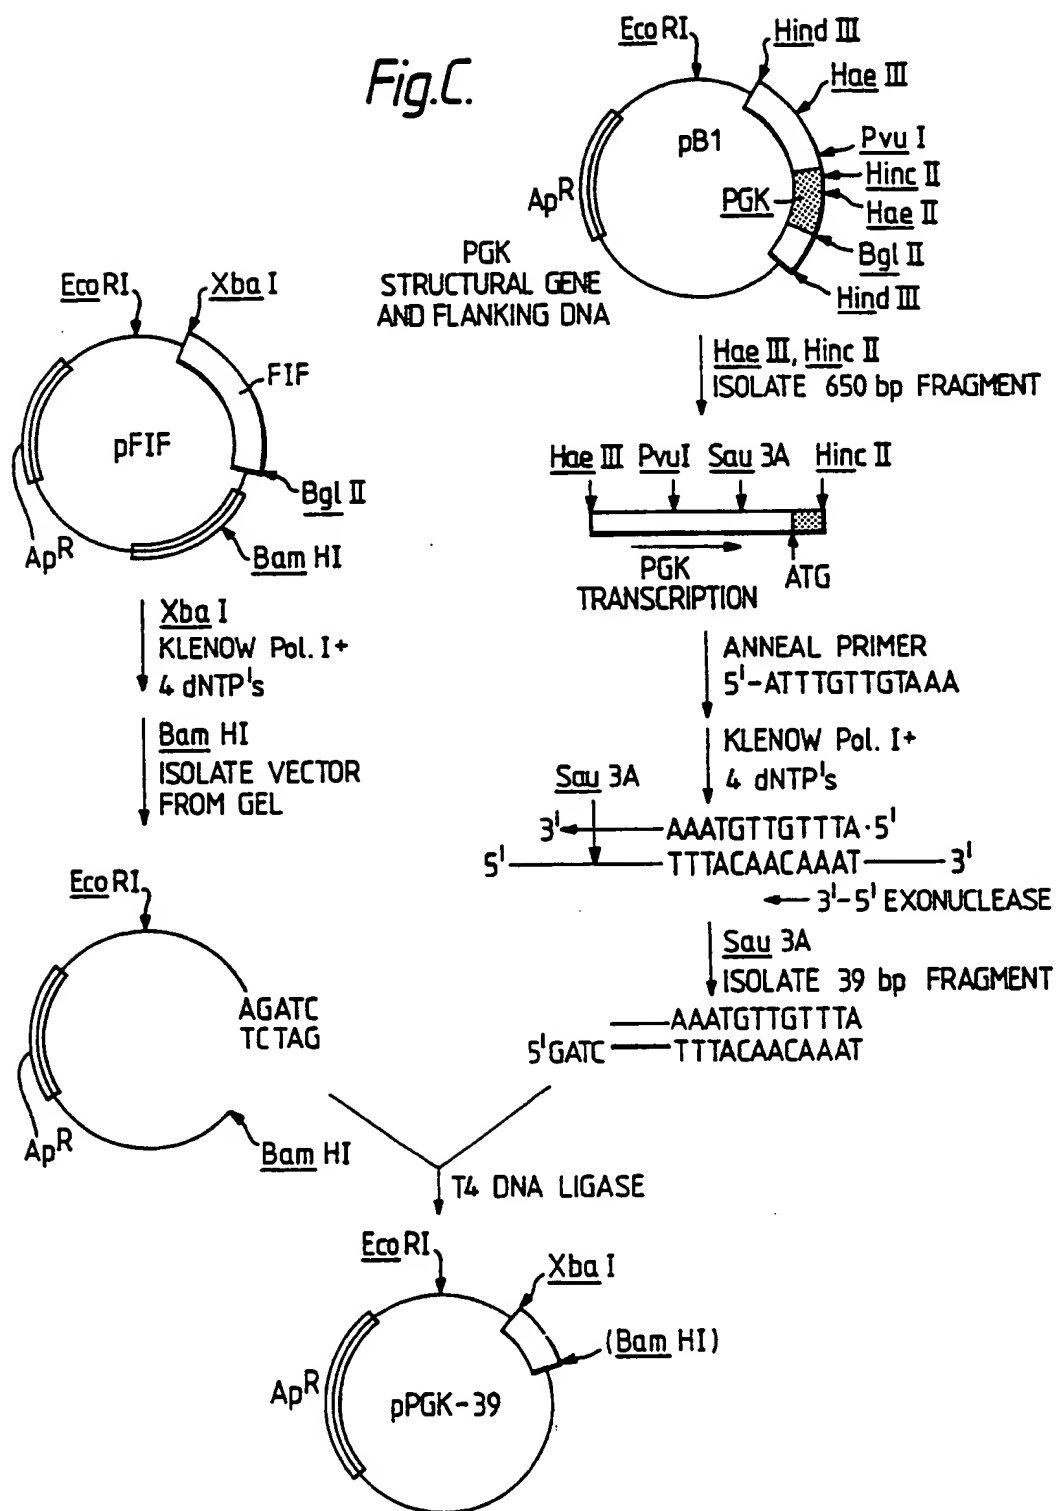 Fig.C.
EcoRI
Hind III
Hae III
Pvu I
Hinc II
Hae II
Bgl II
Hind III
pB1
PGK
ApR
PGK
STRUCTURAL GENE
AND FLANKING DNA
Hae III, Hinc II
ISOLATE 650 bp FRAGMENT
Hae III PvuI Sau 3A Hinc II
PGK
TRANSCRIPTION
ATG
ANNEAL PRIMER
5'-ATTTGTTGTAAA
KLENOW Pol. I+
4 dNTP's
Sau 3A
3' AAATGTTGTTTA·5'
5' TTTACAACAAAT 3'
3'-5' EXONUCLEASE
Sau 3A
ISOLATE 39 bp FRAGMENT
AAATGTTGTTTA
5'GATC TTTACAACAAAT
EcoRI
Xba I
FIF
pFIF
Bgl II
ApR
Bam HI
Xba I
KLENOW Pol. I+
4 dNTP's
Bam HI
ISOLATE VECTOR
FROM GEL
EcoRI
AGATC
TCTAG
ApR
Bam HI
T4 DNA LIGASE
EcoRI
Xba I
(Bam HI)
ApR
pPGK-39